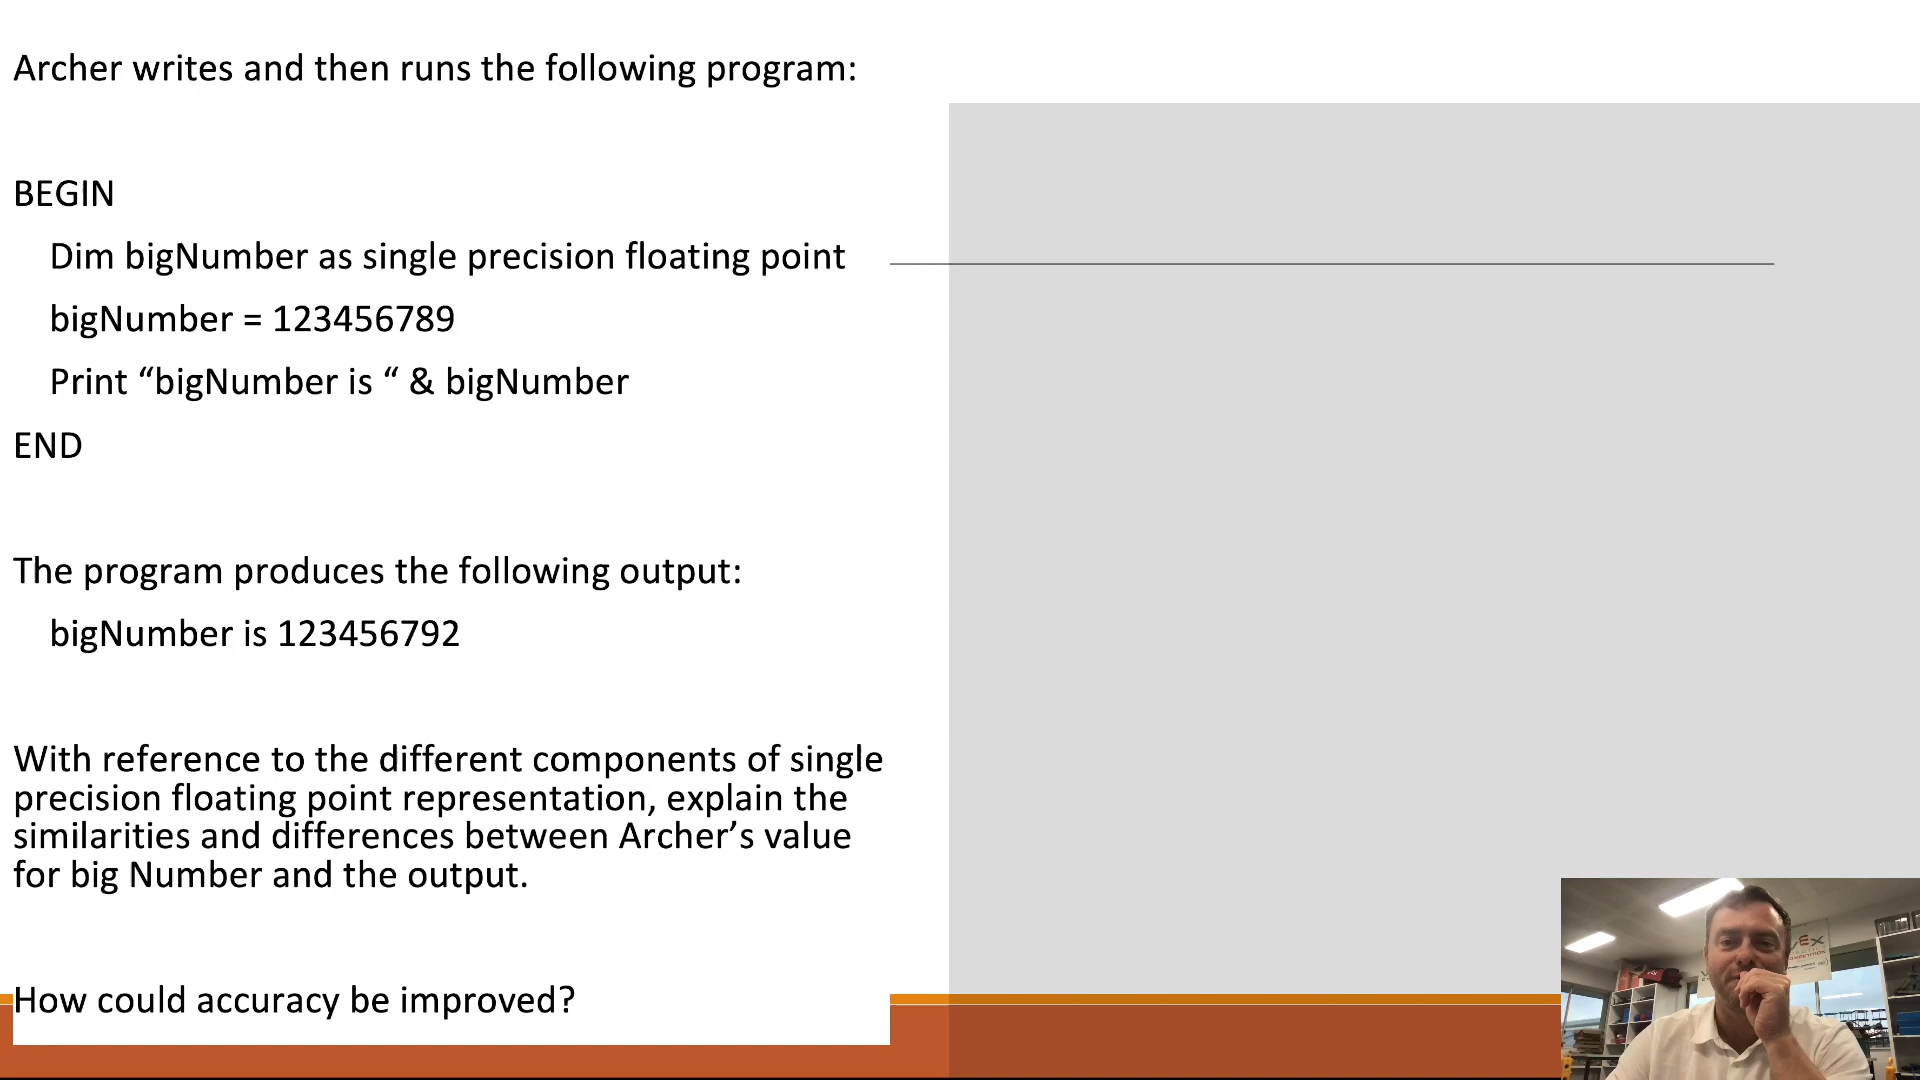 Archer writes and then runs the following program:
BEGIN
Dim bigNumber as single precision floating point
bigNumber = 123456789
Print “bigNumber is “ & bigNumber
END
The program produces the following output:
bigNumber is 123456792
With reference to the different components of single
precision floating point representation, explain the
similarities and differences between Archer’s value
for big Number and the output.
How could accuracy be improved?